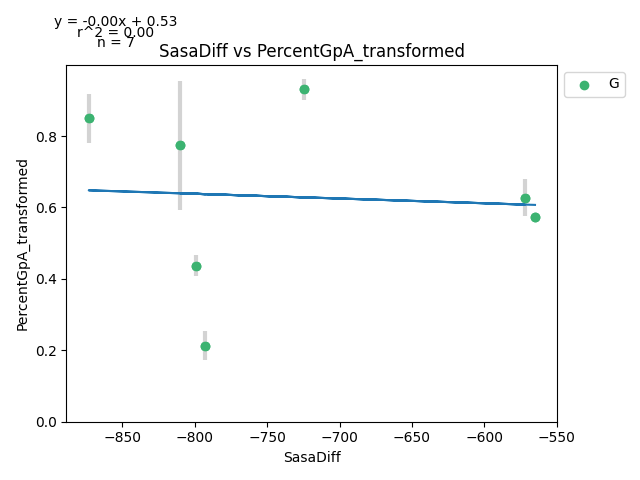 y = -0.00x + 0.53
r^2 = 0.00
n = 7
SasaDiff vs PercentGpA_transformed
G
PercentGpA_transformed
0.8
0.6
0.4
0.2
0.0
−850 −800 −750 −700 −650 −600 −550
SasaDiff